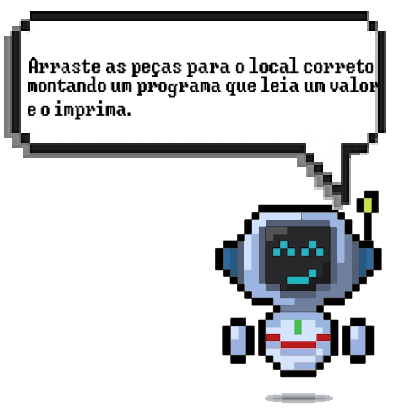 Arraste as peças para o local correto
montando um programa que leia um valor
e o imprima.